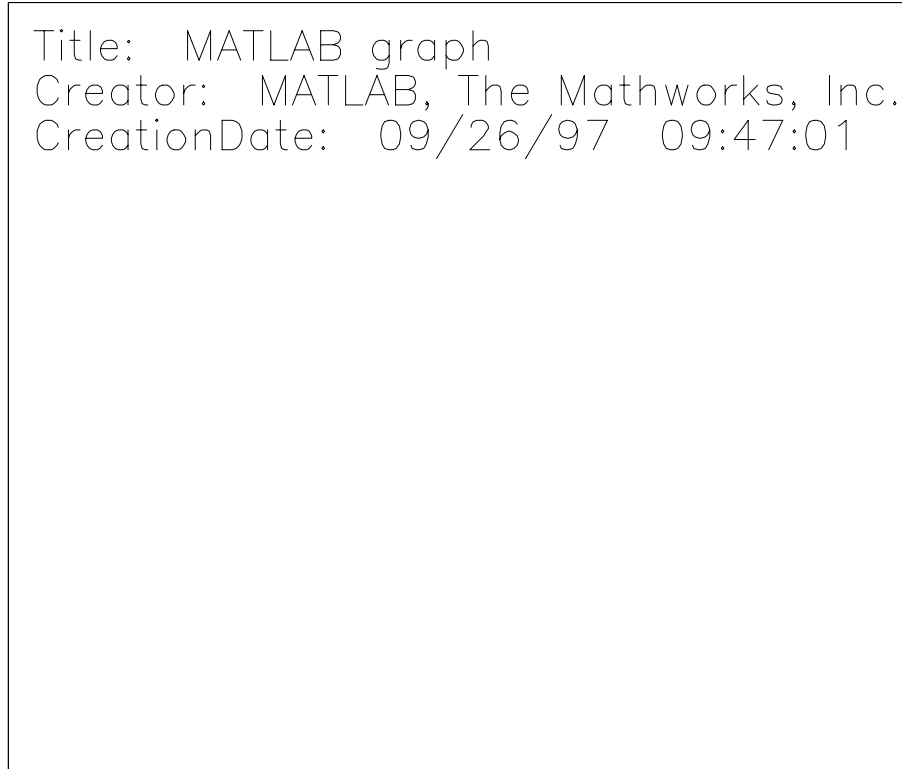 Title: MATLAB graph
Creator: MATLAB, The Mathworks, Inc.
CreationDate: 09/26/97 09:47:01